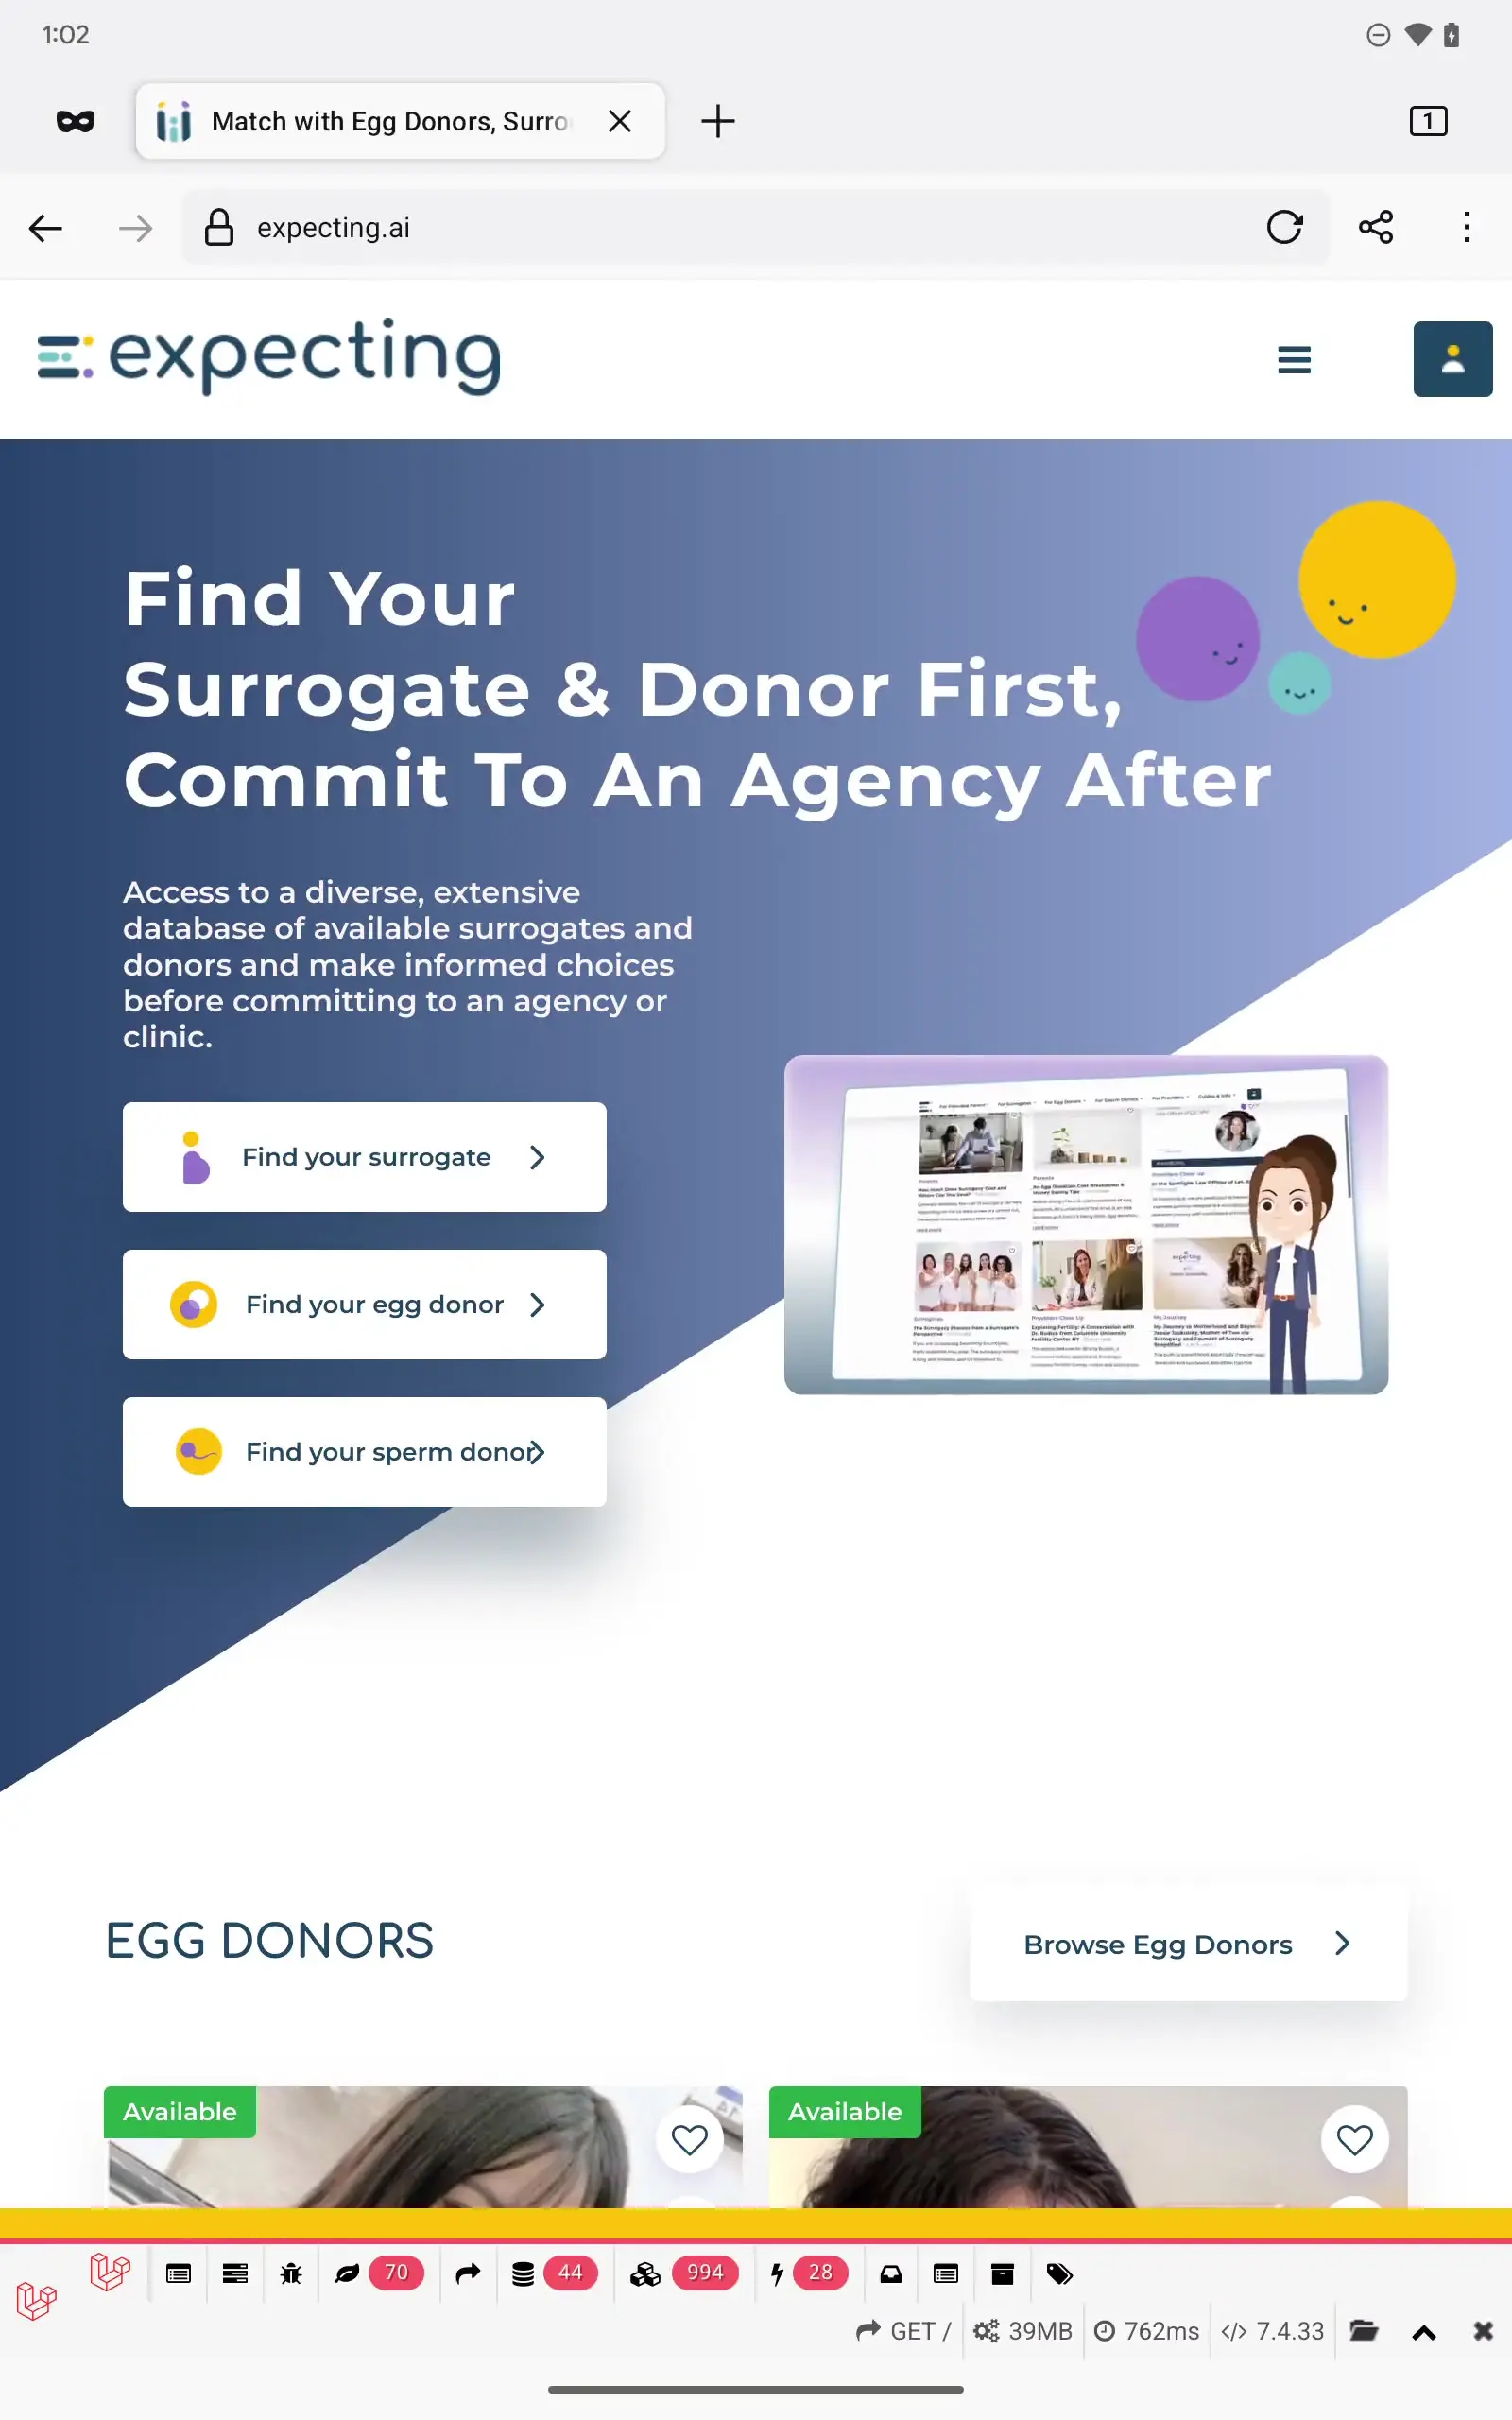 1:02
Match with Egg Donors, Surro
1
expecting.ai
expecting
Find Your
Surrogate & Donor First,
Commit To An Agency After
Access to a diverse, extensive
database of available surrogates and
donors and make informed choices
before committing to an agency or
clinic.
Find your surrogate
Find your egg donor
Find your sperm donor
EGG DONORS
Browse Egg Donors
Available
Available
70
44
994
28
GET /
39MB
762ms
7.4.33